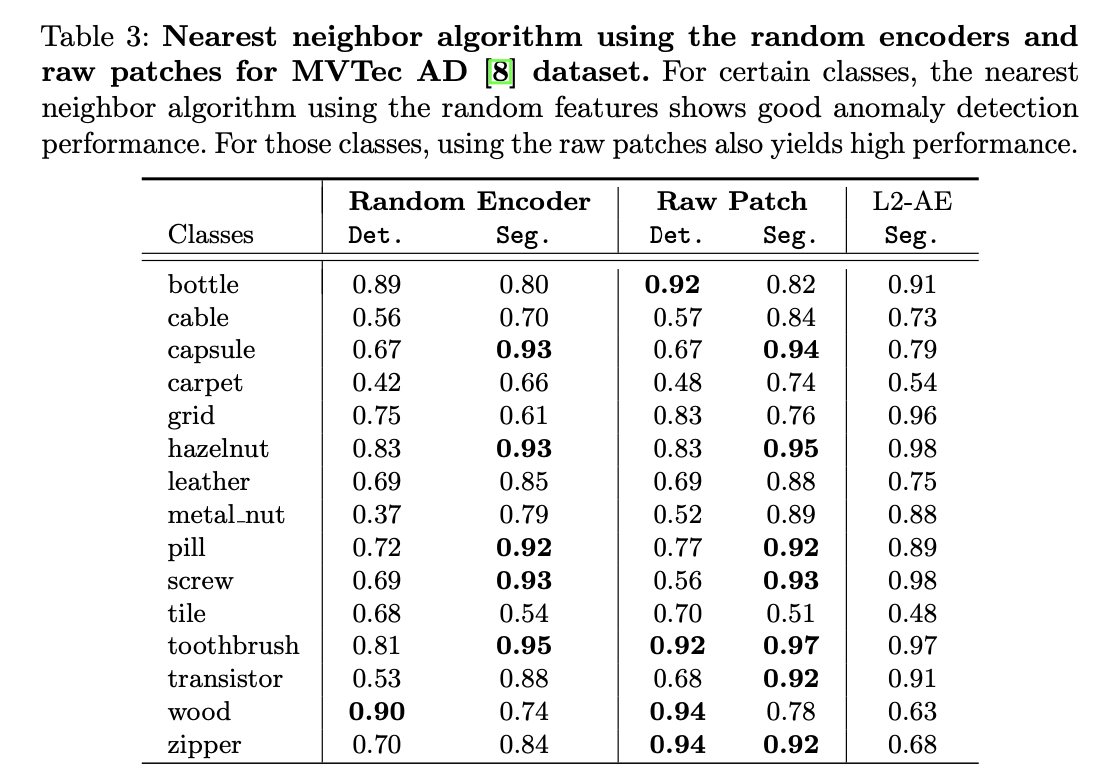 Table 3: Nearest neighbor algorithm using the random encoders and
raw patches for MVTec AD [8] dataset. For certain classes, the nearest
neighbor algorithm using the random features shows good anomaly detection
performance. For those classes, using the raw patches also yields high performance.
Random Encoder Raw Patch L2-AE
Classes Det. Seg. Det. Seg. Seg.
bottle 0.89 0.80 0.92 0.82 0.91
cable 0.56 0.70 0.57 0.84 0.73
capsule 0.67 0.93 0.67 0.94 0.79
carpet 0.42 0.66 0.48 0.74 0.54
grid 0.75 0.61 0.83 0.76 0.96
hazelnut 0.83 0.93 0.83 0.95 0.98
leather 0.69 0.85 0.69 0.88 0.75
metal_nut 0.37 0.79 0.52 0.89 0.88
pill 0.72 0.92 0.77 0.92 0.89
screw 0.69 0.93 0.56 0.93 0.98
tile 0.68 0.54 0.70 0.51 0.48
toothbrush 0.81 0.95 0.92 0.97 0.97
transistor 0.53 0.88 0.68 0.92 0.91
wood 0.90 0.74 0.94 0.78 0.63
zipper 0.70 0.84 0.94 0.92 0.68